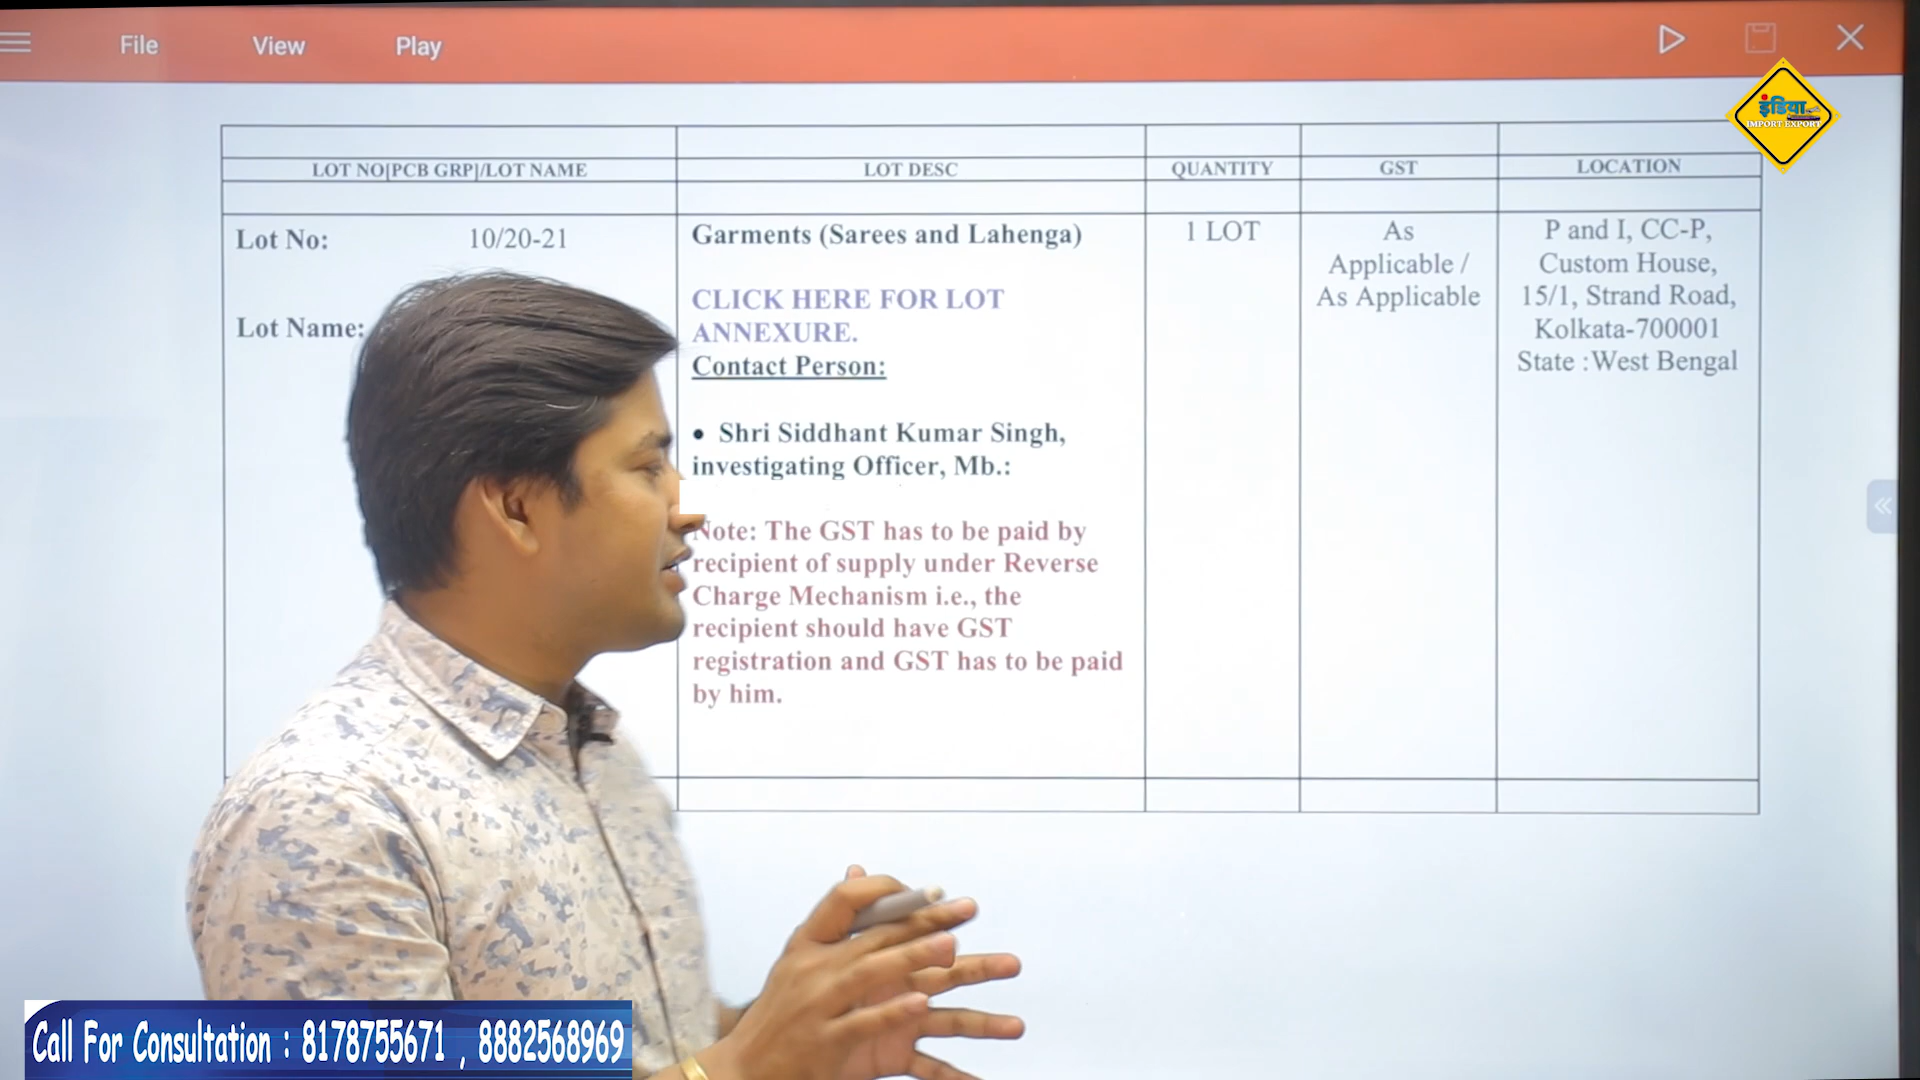 File View Play
इंडिया
IMPORT EXPORT
LOT NO[PCB GRP]/LOT NAME LOT DESC QUANTITY GST LOCATION
Lot No: 10/20-21
Lot Name:
Garments (Sarees and Lahenga)
CLICK HERE FOR LOT
ANNEXURE.
Contact Person:
• Shri Siddhant Kumar Singh,
investigating Officer, Mb.:
Note: The GST has to be paid by
recipient of supply under Reverse
Charge Mechanism i.e., the
recipient should have GST
registration and GST has to be paid
by him.
1 LOT
As
Applicable /
As Applicable
P and I, CC-P,
Custom House,
15/1, Strand Road,
Kolkata-700001
State :West Bengal
Call For Consultation : 8178755671 , 8882568969